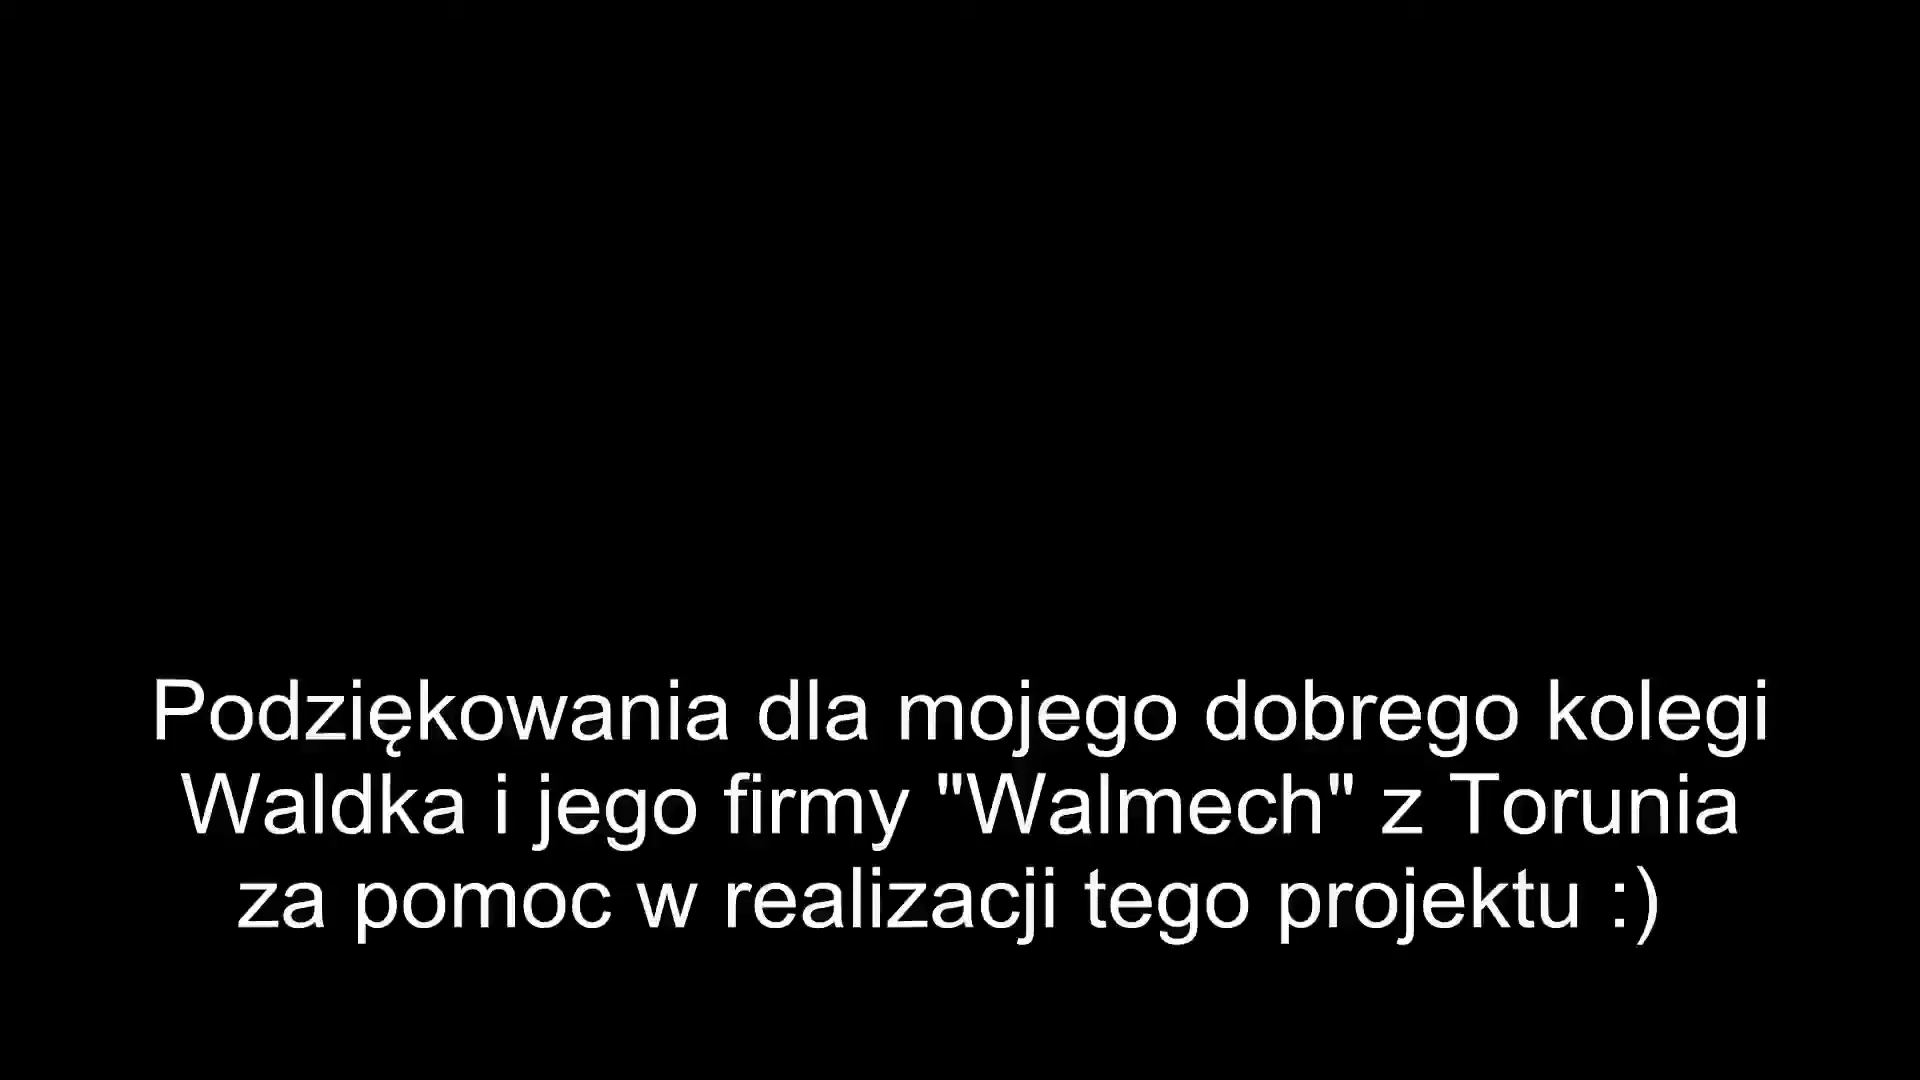 Podziękowania dla mojego dobrego kolegi
Waldka i jego firmy "Walmech" z Torunia
za pomoc w realizacji tego projektu :)